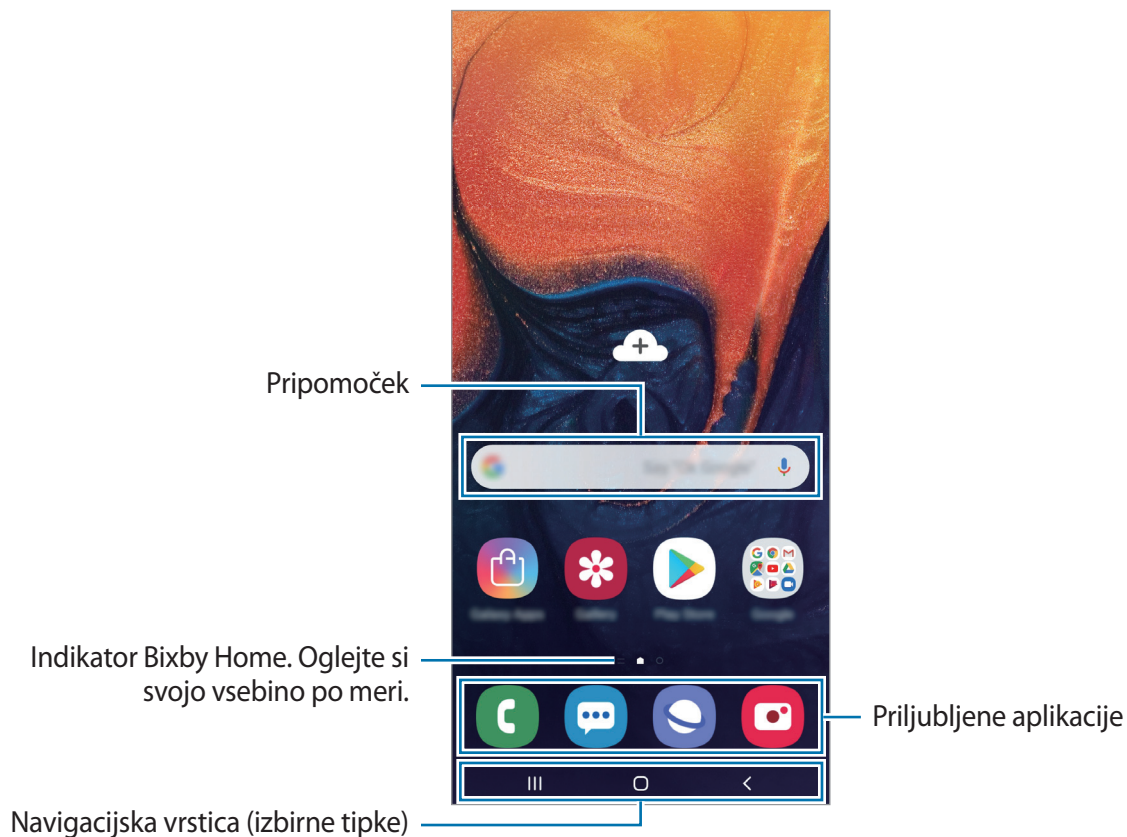 Pripomoček
Indikator Bixby Home. Oglejte si
svojo vsebino po meri.
Priljubljene aplikacije
Navigacijska vrstica (izbirne tipke)